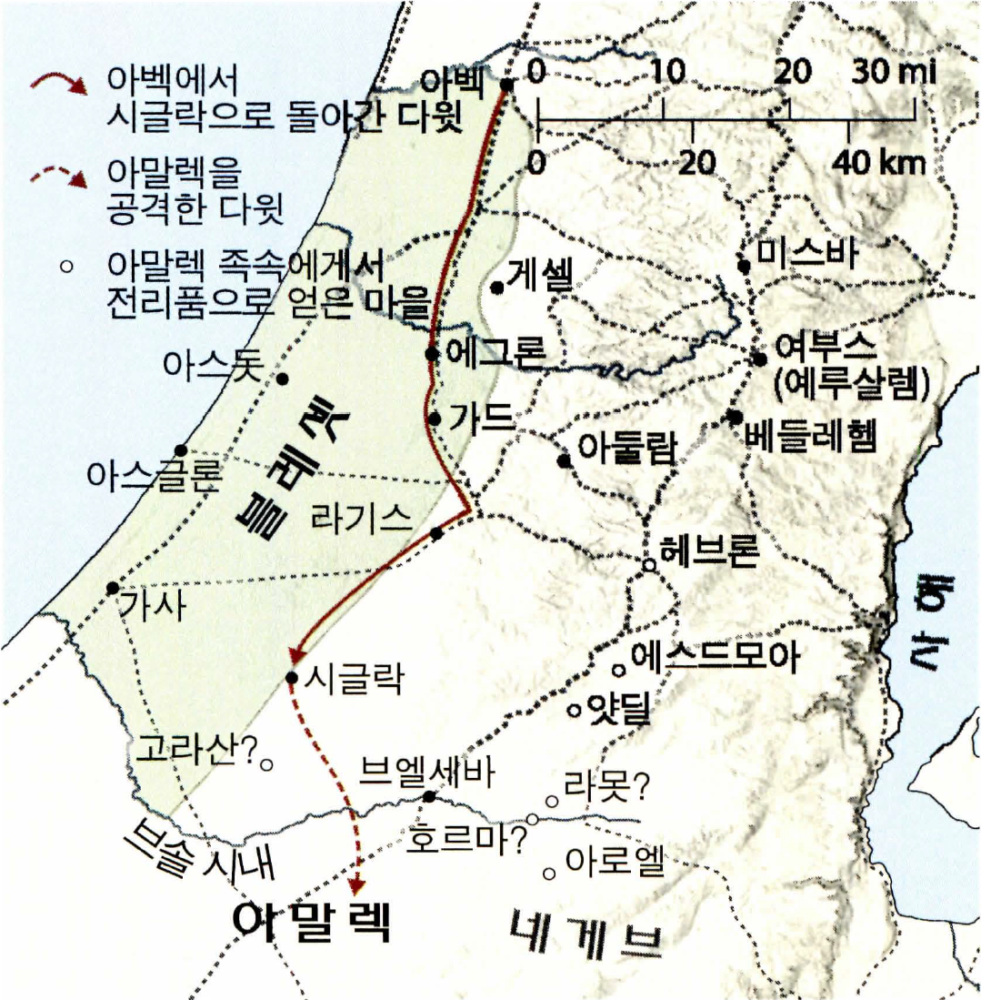 아벡에서
시글락으로 돌아간 다윗
아말렉을
공격한 다윗
아말렉 족속에게서
전리품으로 얻은 마을
아벡
0 10 20 30 mi
0 20 40 km
미스바
게셀
에그론
여부스
(예루살렘)
아스돗
가드
베들레헴
아둘람
아스글론
블레셋
라기스
헤브론
가사
사해
에스드모아
시글락
얏딜
고라산?
브엘세바
라못?
호르마?
브솔 시내
아로엘
아말렉
네게브